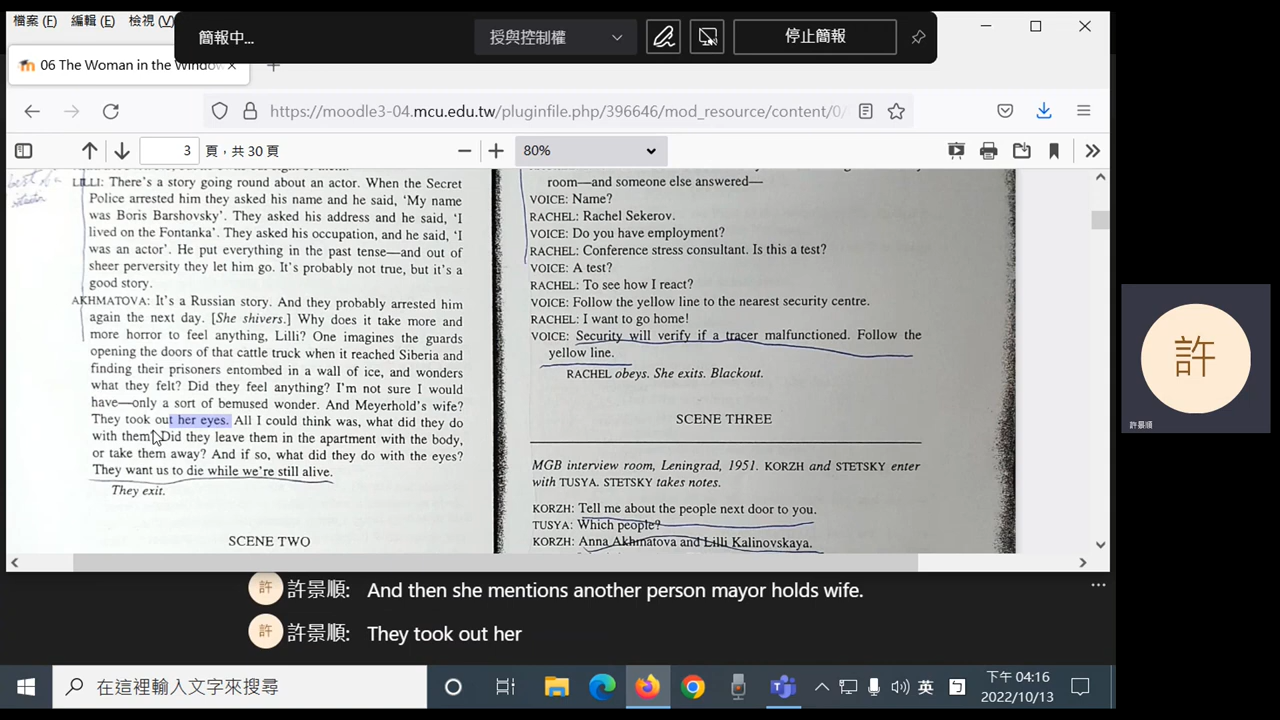 檔案 (F) 編輯 (E) 檢視 (V)
簡報中...
授與控制權
停止簡報
06 The Woman in the Window
https://moodle3-04.mcu.edu.tw/pluginfile.php/396646/mod_resource/content/0/
3 頁，共 30 頁
80%
LILLI: There's a story going round about an actor. When the Secret
Police arrested him they asked his name and he said, 'My name
was Boris Barshovsky'. They asked his address and he said, 'I
lived on the Fontanka'. They asked his occupation, and he said, 'I
was an actor'. He put everything in the past tense—and out of
sheer perversity they let him go. It's probably not true, but it's a
good story.
AKHMATOVA: It's a Russian story. And they probably arrested him
again the next day. [She shivers.] Why does it take more and
more horror to feel anything, Lilli? One imagines the guards
opening the doors of that cattle truck when it reached Siberia and
finding their prisoners entombed in a wall of ice, and wonders
what they felt? Did they feel anything? I'm not sure I would
have—only a sort of bemused wonder. And Meyerhold's wife?
They took out her eyes. All I could think was, what did they do
with them? Did they leave them in the apartment with the body,
or take them away? And if so, what did they do with the eyes?
They want us to die while we're still alive.
They exit.
SCENE TWO
room—and someone else answered—
VOICE: Name?
RACHEL: Rachel Sekerov.
VOICE: Do you have employment?
RACHEL: Conference stress consultant. Is this a test?
VOICE: A test?
RACHEL: To see how I react?
VOICE: Follow the yellow line to the nearest security centre.
RACHEL: I want to go home!
VOICE: Security will verify if a tracer malfunctioned. Follow the
yellow line.
RACHEL obeys. She exits. Blackout.
SCENE THREE
MGB interview room, Leningrad, 1951. KORZH and STETSKY enter
with TUSYA. STETSKY takes notes.
KORZH: Tell me about the people next door to you.
TUSYA: Which people?
KORZH: Anna Akhmatova and Lilli Kalinovskaya.
許
許景順
許 許景順: And then she mentions another person mayor holds wife.
許 許景順: They took out her
在這裡輸入文字來搜尋
英
下午 04:16
2022/10/13